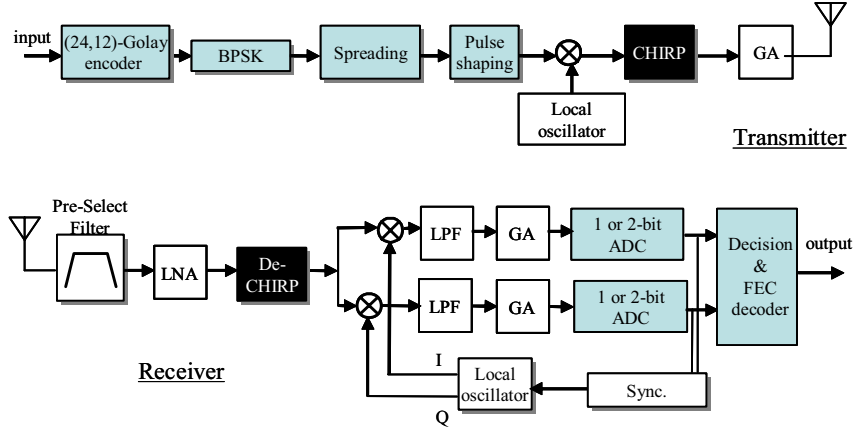 input
(24,12)-Golay
encoder
BPSK
Spreading
Pulse
shaping
CHIRP
GA
Local
oscillator
Transmitter
Pre-Select
Filter
LNA
De-
CHIRP
LPF
GA
1 or 2-bit
ADC
LPF
GA
1 or 2-bit
ADC
Decision
&
FEC
decoder
output
Receiver
I
Q
Local
oscillator
Sync.